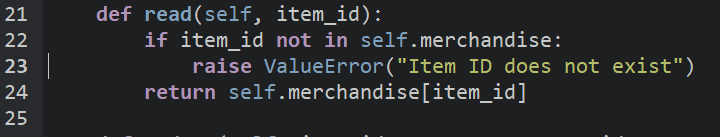 21    def read(self, item_id):
22        if item_id not in self.merchandise:
23            raise ValueError("Item ID does not exist")
24        return self.merchandise[item_id]
25